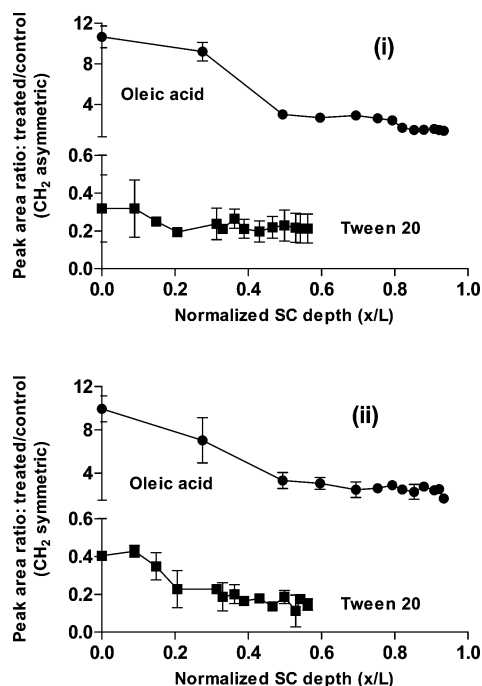 Peak area ratio: treated/control
(CH₂ asymmetric)
12
8
4
(i)
Oleic acid
0.6
0.4
0.2
0.0
Tween 20
0.0 0.2 0.4 0.6 0.8 1.0
Normalized SC depth (x/L)
Peak area ratio: treated/control
(CH₂ symmetric)
12
8
4
(ii)
Oleic acid
0.6
0.4
0.2
0.0
Tween 20
0.0 0.2 0.4 0.6 0.8 1.0
Normalized SC depth (x/L)